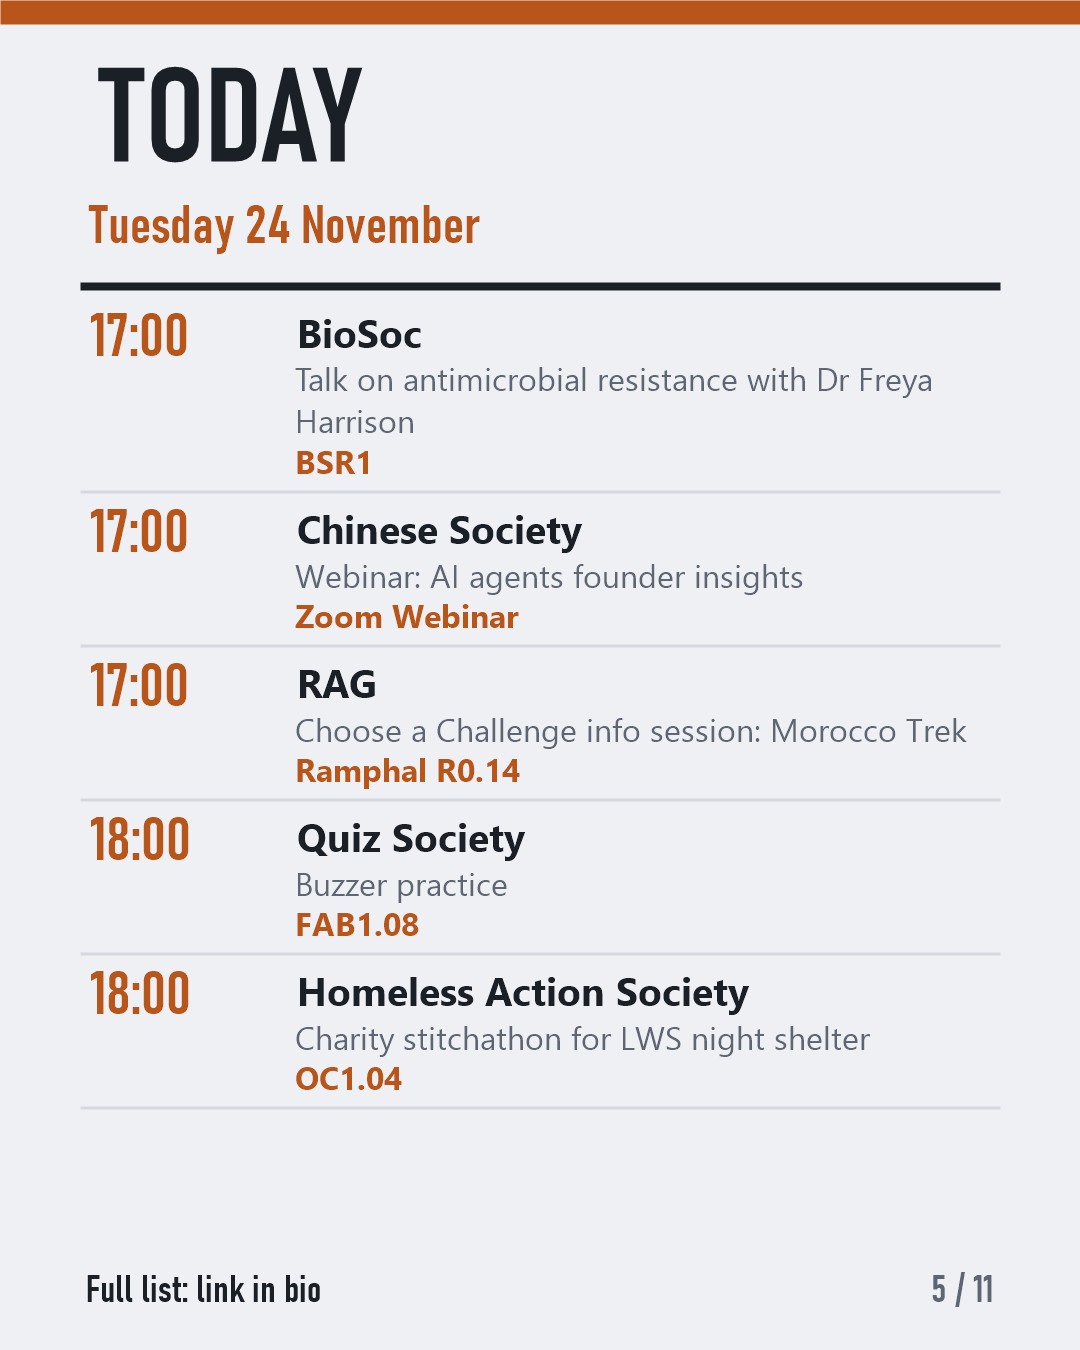 TODAY
Tuesday 24 November
17:00
BioSoc
Talk on antimicrobial resistance with Dr Freya
Harrison
BSR1
17:00
Chinese Society
Webinar: AI agents founder insights
Zoom Webinar
17:00
RAG
Choose a Challenge info session: Morocco Trek
Ramphal R0.14
18:00
Quiz Society
Buzzer practice
FAB1.08
18:00
Homeless Action Society
Charity stitchathon for LWS night shelter
OC1.04
Full list: link in bio
5 / 11